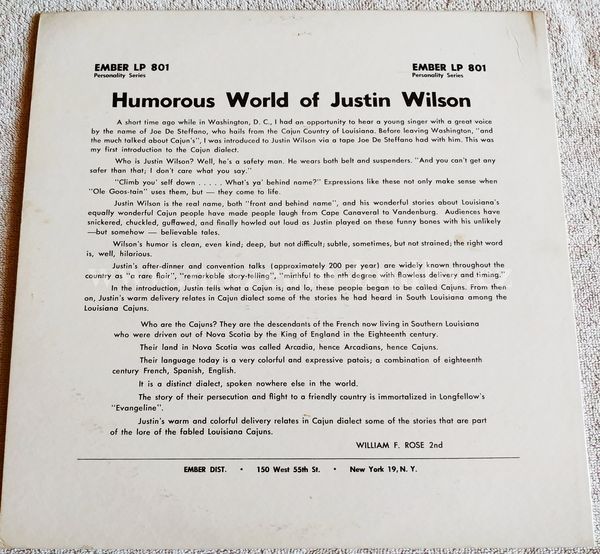 EMBER LP 801
Personality Series
EMBER LP 801
Personality Series
Humorous World of Justin Wilson
A short time ago while in Washington, D. C., I had an opportunity to hear a young singer with a great voice
by the name of Joe De Steffano, who hails from the Cajun Country of Louisiana. Before leaving Washington, "and
the much talked about Cajun's", I was introduced to Justin Wilson via a tape Joe De Steffano had with him. This was
my first introduction to the Cajun dialect.
Who is Justin Wilson? Well, he's a safety man. He wears both belt and suspenders. "And you can't get any
safer than that; I don't care what you say."
"Climb you' self down . . . . . What's ya' behind name?" Expressions like these not only make sense when
"Ole Goos-tain" uses them, but — they come to life.
Justin Wilson is the real name, both "front and behind name", and his wonderful stories about Louisiana's
equally wonderful Cajun people have made people laugh from Cape Canaveral to Vandenburg. Audiences have
snickered, chuckled, guffawed, and finally howled out loud as Justin played on these funny bones with his unlikely
—but somehow — believable tales.
Wilson's humor is clean, even kind; deep, but not difficult; subtle, sometimes, but not strained; the right word
is, well, hilarious.
Justin's after-dinner and convention talks (approximately 200 per year) are widely known throughout the
country as "a rare flair", "remarkable story-telling", "mirthful to the nth degree with flawless delivery and timing."
In the introduction, Justin tells what a Cajun is; and lo, these people began to be called Cajuns. From then
on, Justin's warm delivery relates in Cajun dialect some of the stories he had heard in South Louisiana among the
Louisiana Cajuns.
Who are the Cajuns? They are the descendants of the French now living in Southern Louisiana
who were driven out of Nova Scotia by the King of England in the Eighteenth century.
Their land in Nova Scotia was called Arcadia, hence Arcadians, hence Cajuns.
Their language today is a very colorful and expressive patois; a combination of eighteenth
century French, Spanish, English.
It is a distinct dialect, spoken nowhere else in the world.
The story of their persecution and flight to a friendly country is immortalized in Longfellow's
"Evangeline".
Justin's warm and colorful delivery relates in Cajun dialect some of the stories that are part
of the lore of the fabled Louisiana Cajuns.
WILLIAM F. ROSE 2nd
EMBER DIST. • 150 West 55th St. • New York 19, N. Y.